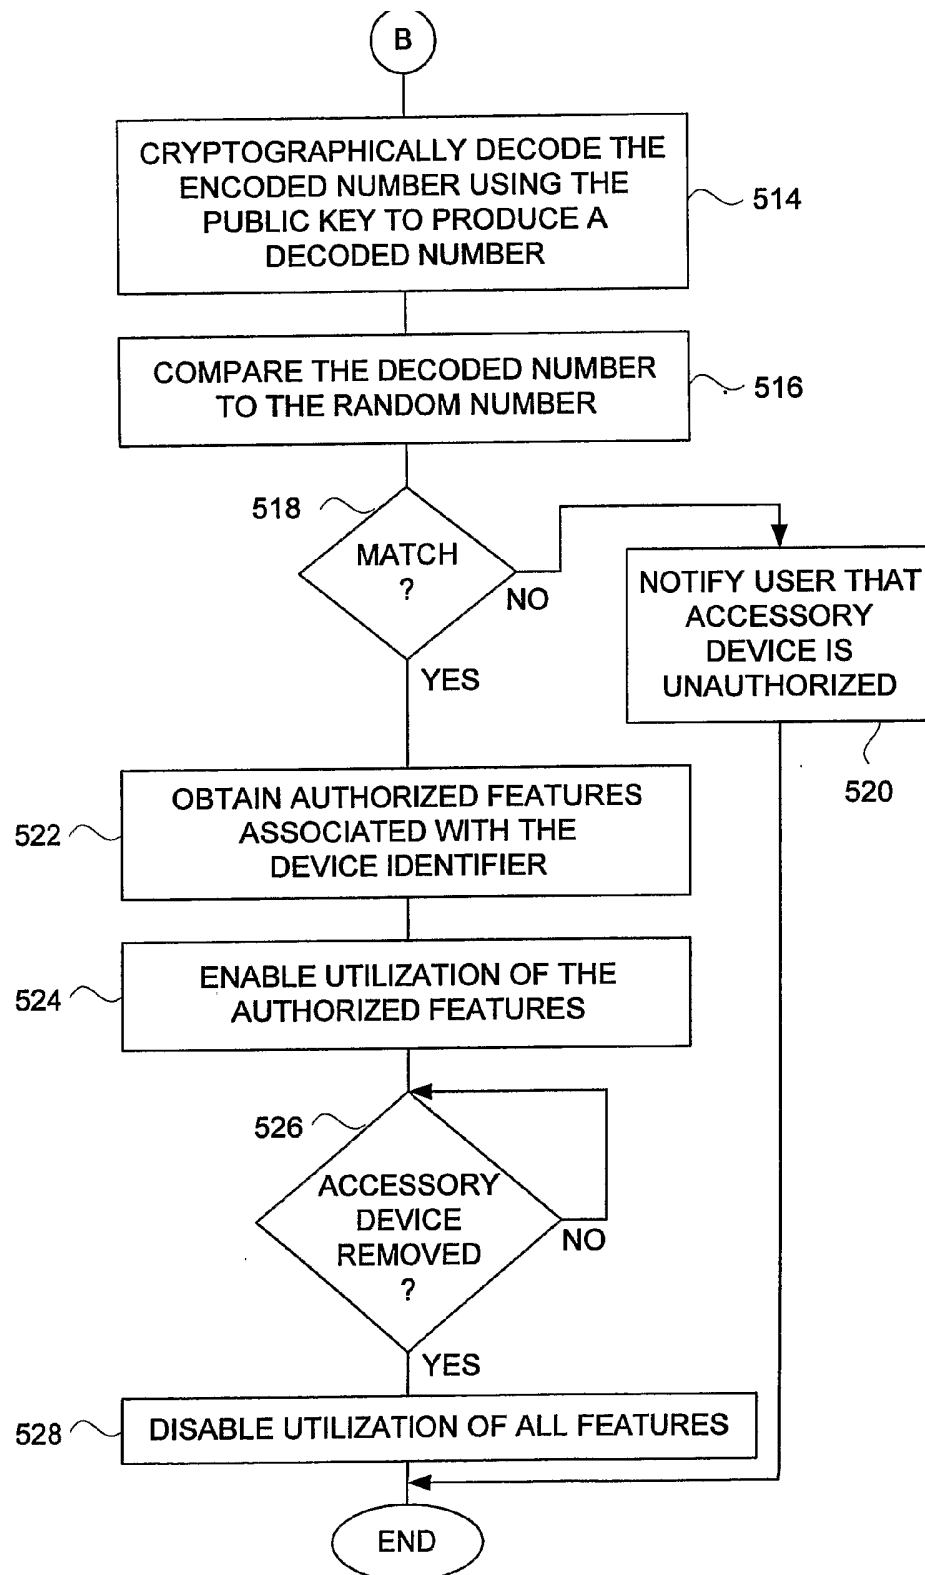 B
CRYPTOGRAPHICALLY DECODE THE
ENCODED NUMBER USING THE
PUBLIC KEY TO PRODUCE A
DECODED NUMBER
514
COMPARE THE DECODED NUMBER
TO THE RANDOM NUMBER
516
518
MATCH
?
NO
YES
NOTIFY USER THAT
ACCESSORY
DEVICE IS
UNAUTHORIZED
520
OBTAIN AUTHORIZED FEATURES
ASSOCIATED WITH THE
DEVICE IDENTIFIER
522
ENABLE UTILIZATION OF THE
AUTHORIZED FEATURES
524
526
ACCESSORY
DEVICE
REMOVED
?
NO
YES
DISABLE UTILIZATION OF ALL FEATURES
528
END